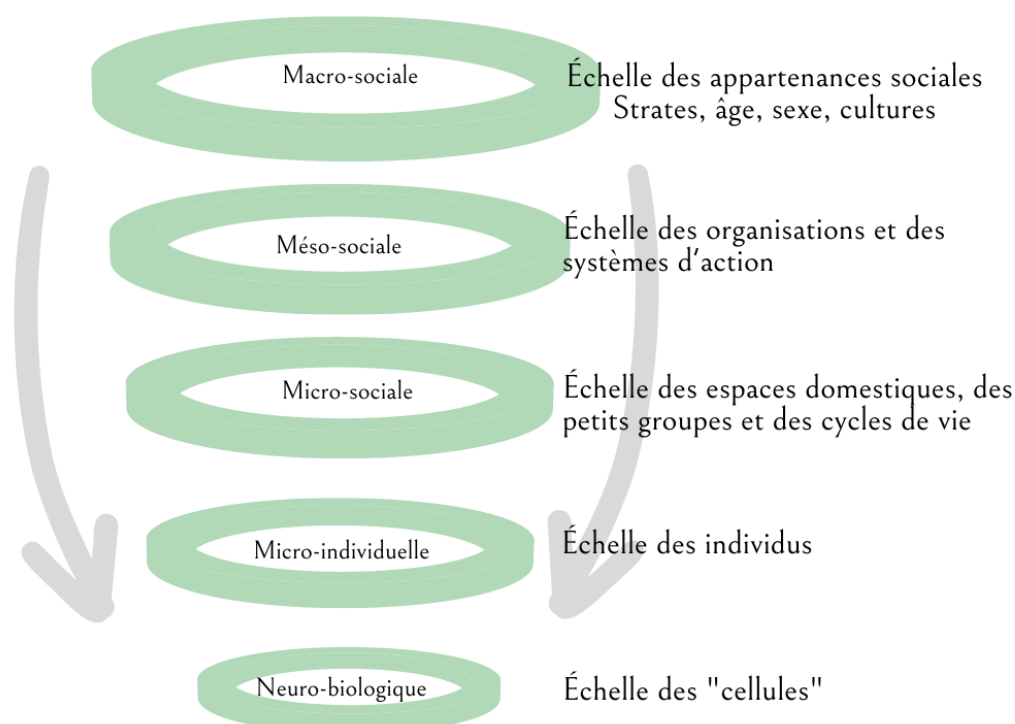 Macro-sociale
Échelle des appartenances sociales
Strates, âge, sexe, cultures
Méso-sociale
Échelle des organisations et des
systèmes d'action
Micro-sociale
Échelle des espaces domestiques, des
petits groupes et des cycles de vie
Micro-individuelle
Échelle des individus
Neuro-biologique
Échelle des "cellules"